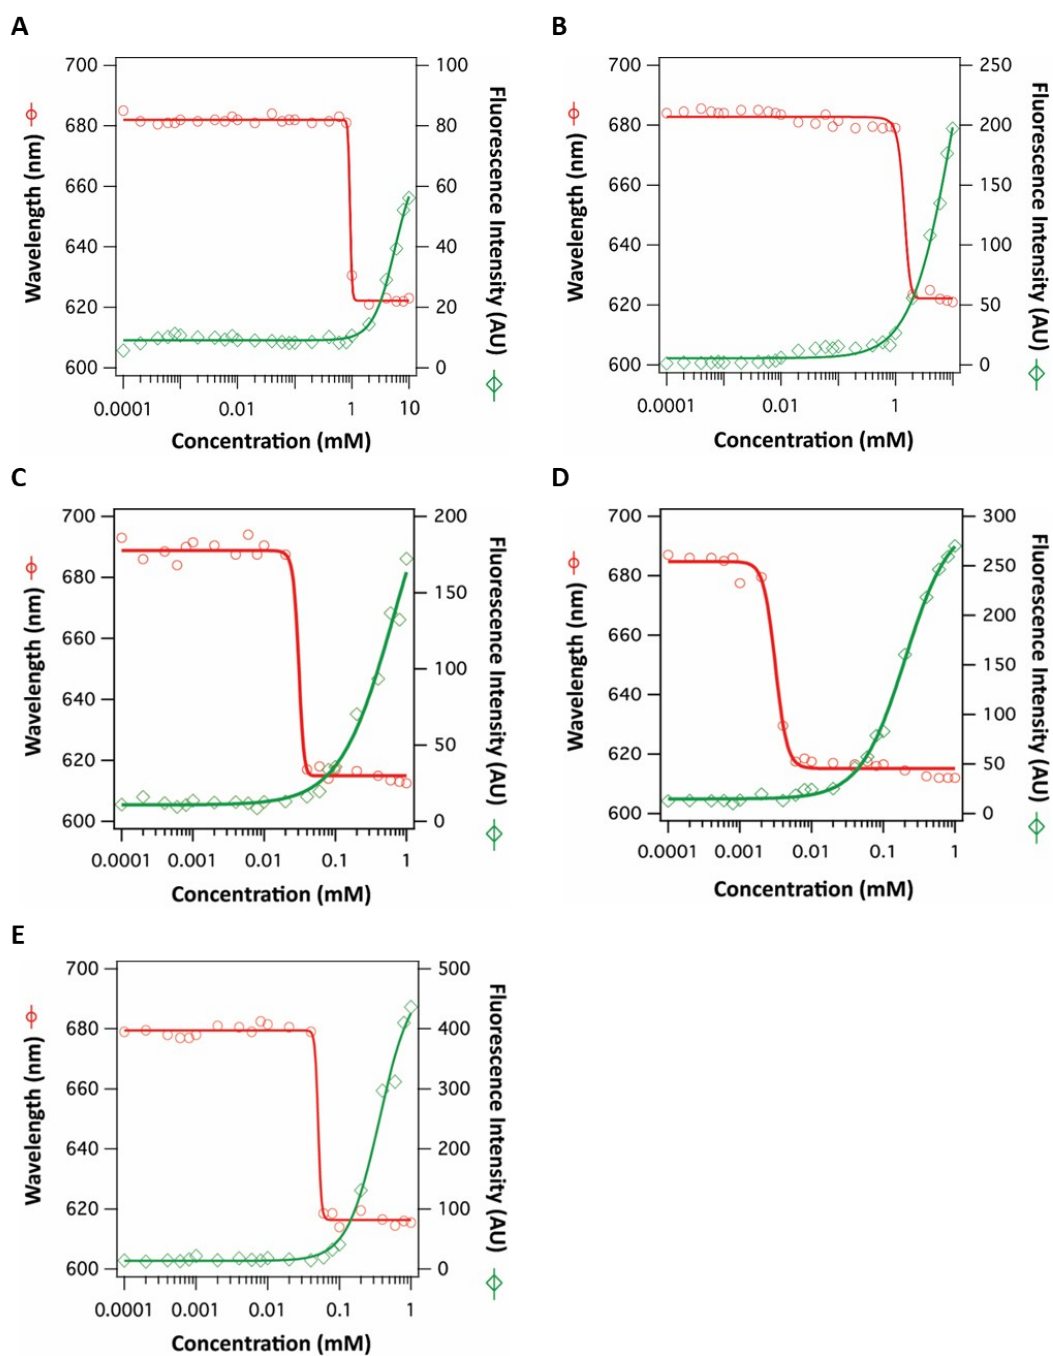 A
Wavelength (nm)
700
680
660
640
620
600
100
80
60
40
20
0
Fluorescence Intensity (AU)
0.0001 0.01 1 10
Concentration (mM)
B
Wavelength (nm)
700
680
660
640
620
600
250
200
150
100
50
0
Fluorescence Intensity (AU)
0.0001 0.01 1
Concentration (mM)
C
Wavelength (nm)
700
680
660
640
620
600
200
150
100
50
0
Fluorescence Intensity (AU)
0.0001 0.001 0.01 0.1 1
Concentration (mM)
D
Wavelength (nm)
700
680
660
640
620
600
300
250
200
150
100
50
0
Fluorescence Intensity (AU)
0.0001 0.001 0.01 0.1 1
Concentration (mM)
E
Wavelength (nm)
700
680
660
640
620
600
500
400
300
200
100
0
Fluorescence Intensity (AU)
0.0001 0.001 0.01 0.1 1
Concentration (mM)